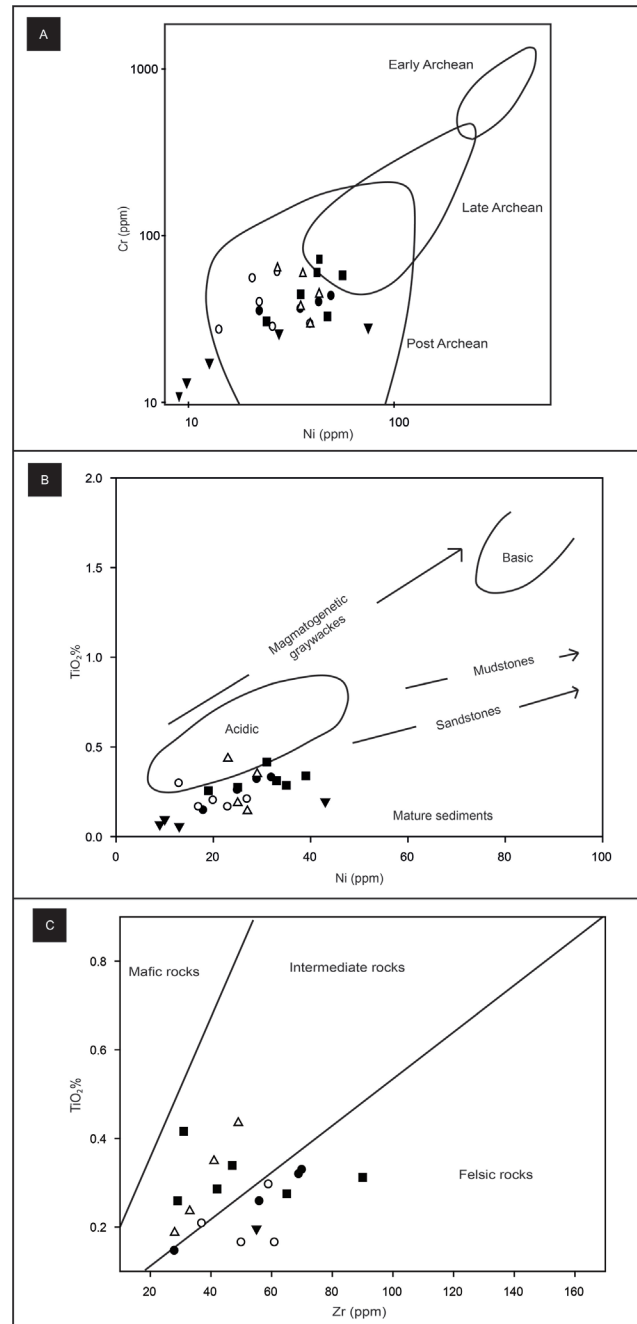 A
1000
Early Archean
Late Archean
Cr (ppm)
100
Post Archean
10
10
100
Ni (ppm)
B
2.0
Basic
1.5
Magmatogenetic
graywackes
TiO₂%
1.0
Mudstones
Acidic
Sandstones
0.5
Mature sediments
0.0
0
20
40
60
80
100
Ni (ppm)
C
Mafic rocks
Intermediate rocks
0.8
0.6
TiO₂%
0.4
Felsic rocks
0.2
20
40
60
80
100
120
140
160
Zr (ppm)